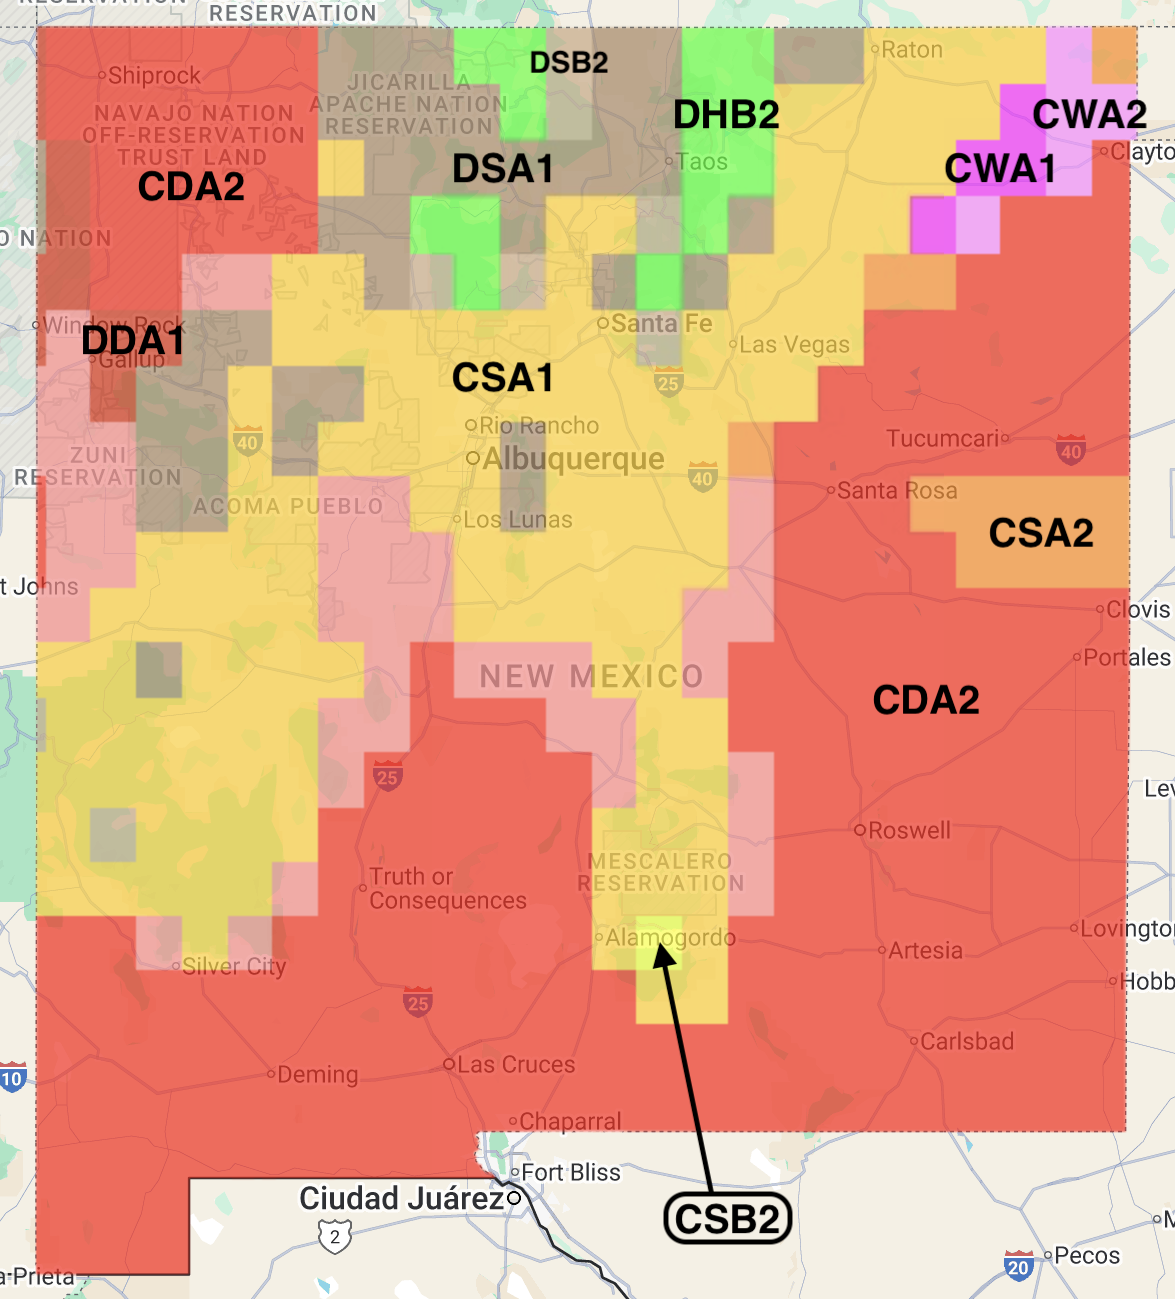 RESERVATION
RESERVATION
Shiprock
DSB2
Raton
JICARILLA
APACHE NATION
RESERVATION
NAVAJO NATION
OFF-RESERVATION
TRUST LAND
CDA2
DHB2
CWA2
Clayto
DSA1
Taos
CWA1
O NATION
Window Rock
DDA1
Gallup
Santa Fe
Las Vegas
CSA1
25
Rio Rancho
Albuquerque
40
40
Tucumcari
40
ZUNI
RESERVATION
Santa Rosa
ACOMA PUEBLO
Los Lunas
CSA2
t Johns
Clovis
Portales
NEW MEXICO
CDA2
25
Lev
Roswell
MESCALERO
RESERVATION
Truth or
Consequences
Alamogordo
Lovingto
Artesia
Silver City
Hobb
25
Carlsbad
10
Deming
Las Cruces
Chaparral
Fort Bliss
Ciudad Juárez
CSB2
2
M
Pecos
20
a-Prieta